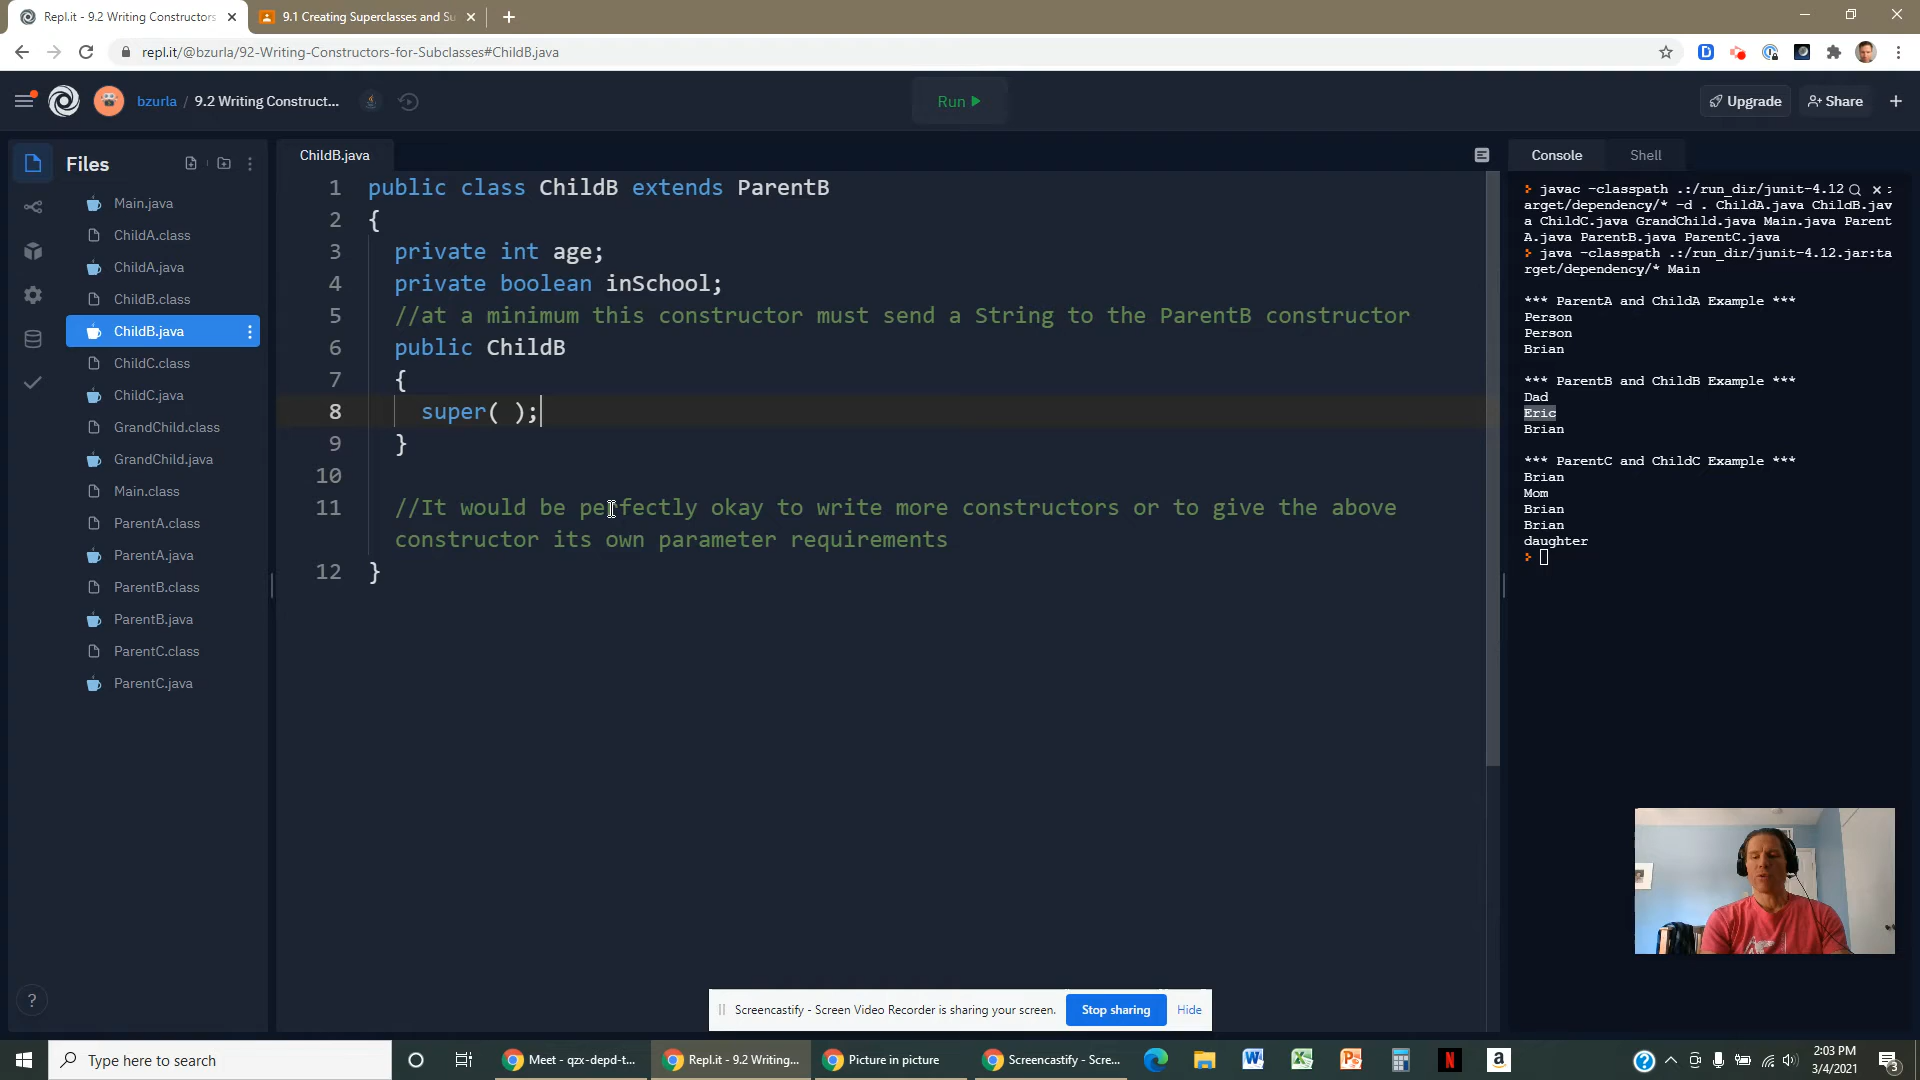 Repl.it - 9.2 Writing Constructors
9.1 Creating Superclasses and Su
repl.it/@bzurla/92-Writing-Constructors-for-Subclasses#ChildB.java
bzurla / 9.2 Writing Construct...
Run
Upgrade
Share
Files
Main.java
ChildA.class
ChildA.java
ChildB.class
ChildB.java
ChildC.class
ChildC.java
GrandChild.class
GrandChild.java
Main.class
ParentA.class
ParentA.java
ParentB.class
ParentB.java
ParentC.class
ParentC.java
?
ChildB.java
1 public class ChildB extends ParentB
2 {
3 private int age;
4 private boolean inSchool;
5 //at a minimum this constructor must send a String to the ParentB constructor
6 public ChildB
7 {
8 super( );
9 }
10
11 //It would be perfectly okay to write more constructors or to give the above
constructor its own parameter requirements
12 }
Console
Shell
javac -classpath .:/run_dir/junit-4.12
arget/dependency/* -d . ChildA.java ChildB.jav
a ChildC.java GrandChild.java Main.java Parent
A.java ParentB.java ParentC.java
java -classpath .:/run_dir/junit-4.12.jar:ta
rget/dependency/* Main
*** ParentA and ChildA Example ***
Person
Person
Brian
*** ParentB and ChildB Example ***
Dad
Eric
Brian
*** ParentC and ChildC Example ***
Brian
Mom
Brian
Brian
daughter
Screencastify - Screen Video Recorder is sharing your screen.
Stop sharing
Hide
Type here to search
Meet - qzx-depd-t...
Repl.it - 9.2 Writing...
Picture in picture
Screencastify - Scre...
2:03 PM
3/4/2021
3